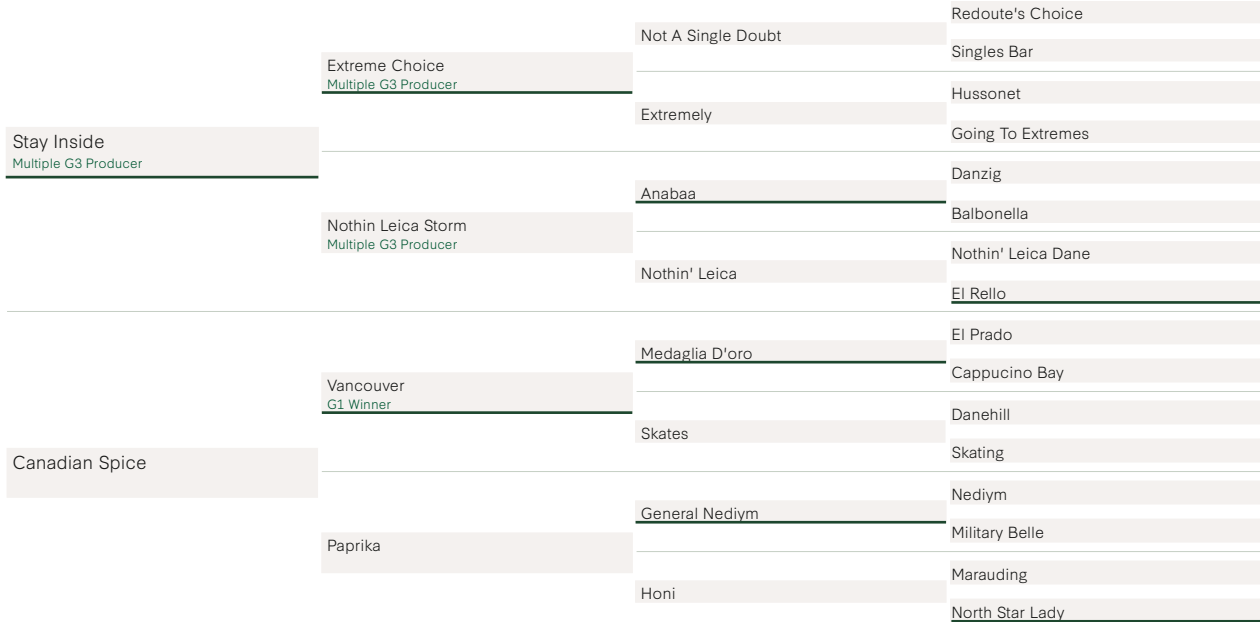 Stay Inside
Multiple G3 Producer
Canadian Spice
Extreme Choice
Multiple G3 Producer
Nothin Leica Storm
Multiple G3 Producer
Vancouver
G1 Winner
Paprika
Not A Single Doubt
Extremely
Anabaa
Nothin' Leica
Medaglia D'oro
Skates
General Nediym
Honi
Redoute's Choice
Singles Bar
Hussonet
Going To Extremes
Danzig
Balbonella
Nothin' Leica Dane
El Rello
El Prado
Cappucino Bay
Danehill
Skating
Nediym
Military Belle
Marauding
North Star Lady